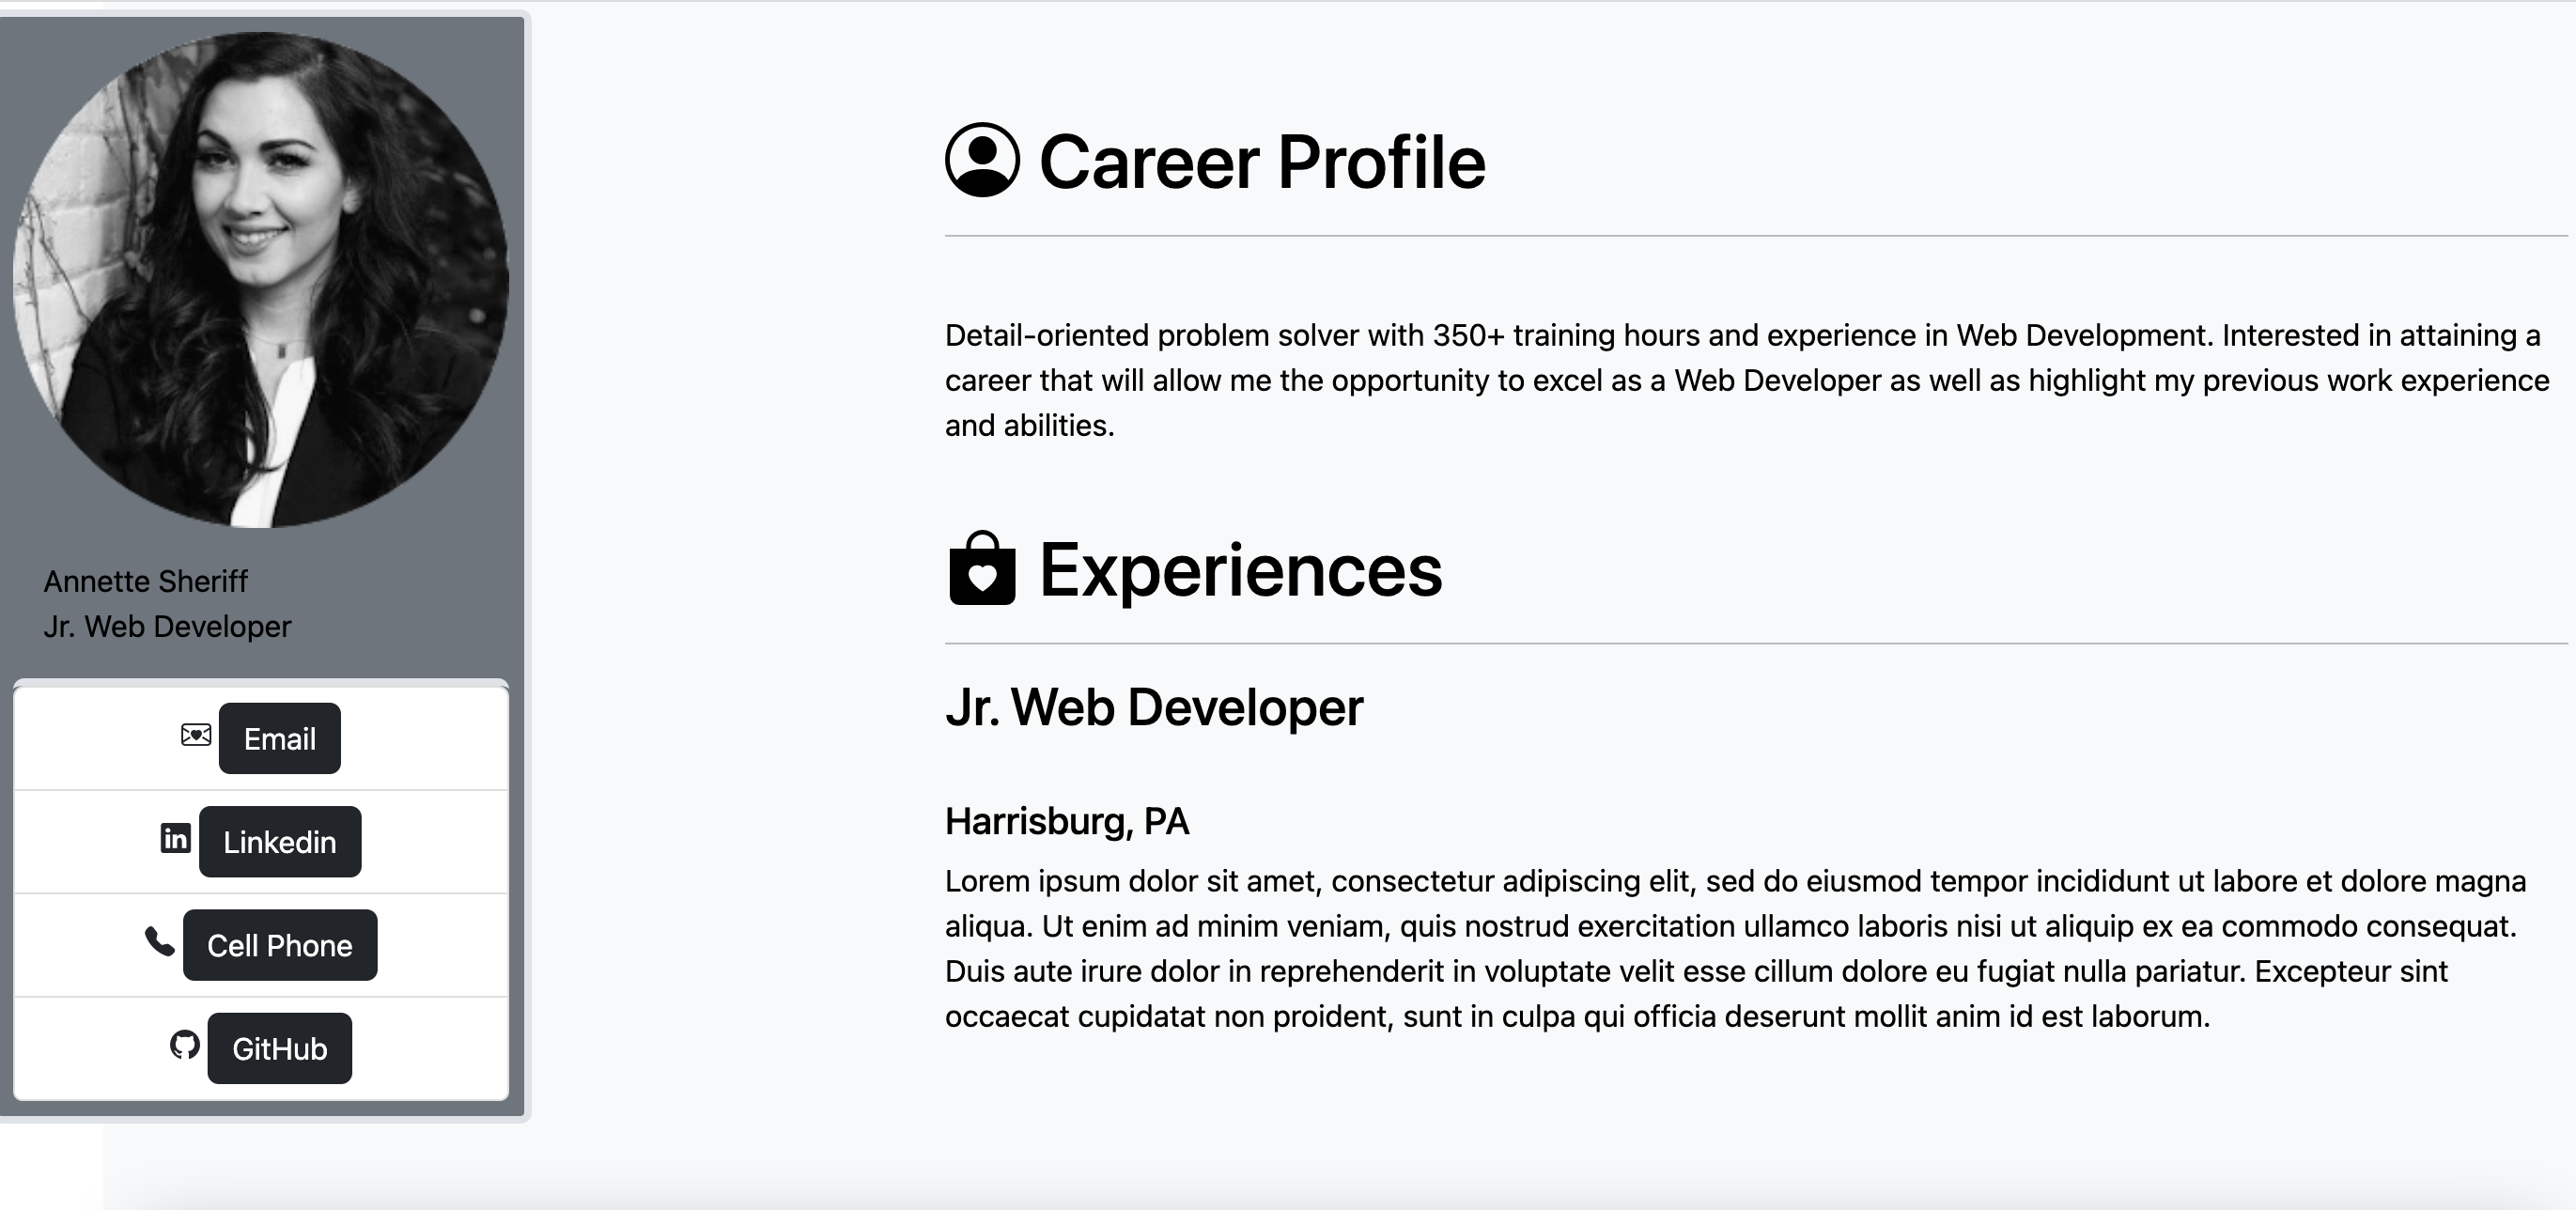 Annette Sheriff
Jr. Web Developer
Email
Linkedin
Cell Phone
GitHub
Career Profile
Detail-oriented problem solver with 350+ training hours and experience in Web Development. Interested in attaining a
career that will allow me the opportunity to excel as a Web Developer as well as highlight my previous work experience
and abilities.
Experiences
Jr. Web Developer
Harrisburg, PA
Lorem ipsum dolor sit amet, consectetur adipiscing elit, sed do eiusmod tempor incididunt ut labore et dolore magna
aliqua. Ut enim ad minim veniam, quis nostrud exercitation ullamco laboris nisi ut aliquip ex ea commodo consequat.
Duis aute irure dolor in reprehenderit in voluptate velit esse cillum dolore eu fugiat nulla pariatur. Excepteur sint
occaecat cupidatat non proident, sunt in culpa qui officia deserunt mollit anim id est laborum.